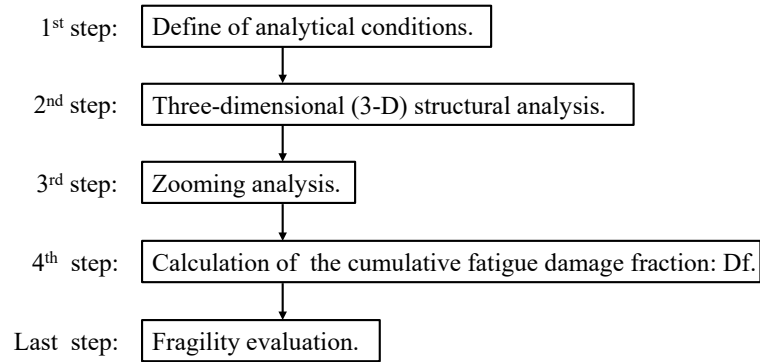 1st step: Define of analytical conditions.
2nd step: Three-dimensional (3-D) structural analysis.
3rd step: Zooming analysis.
4th step: Calculation of the cumulative fatigue damage fraction: Df.
Last step: Fragility evaluation.